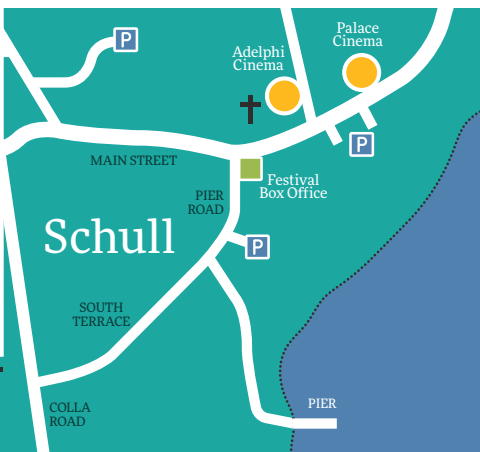 P
Palace
Cinema
Adelphi
Cinema
P
MAIN STREET
Festival
Box Office
PIER
ROAD
Schull
P
SOUTH
TERRACE
PIER
COLLA
ROAD